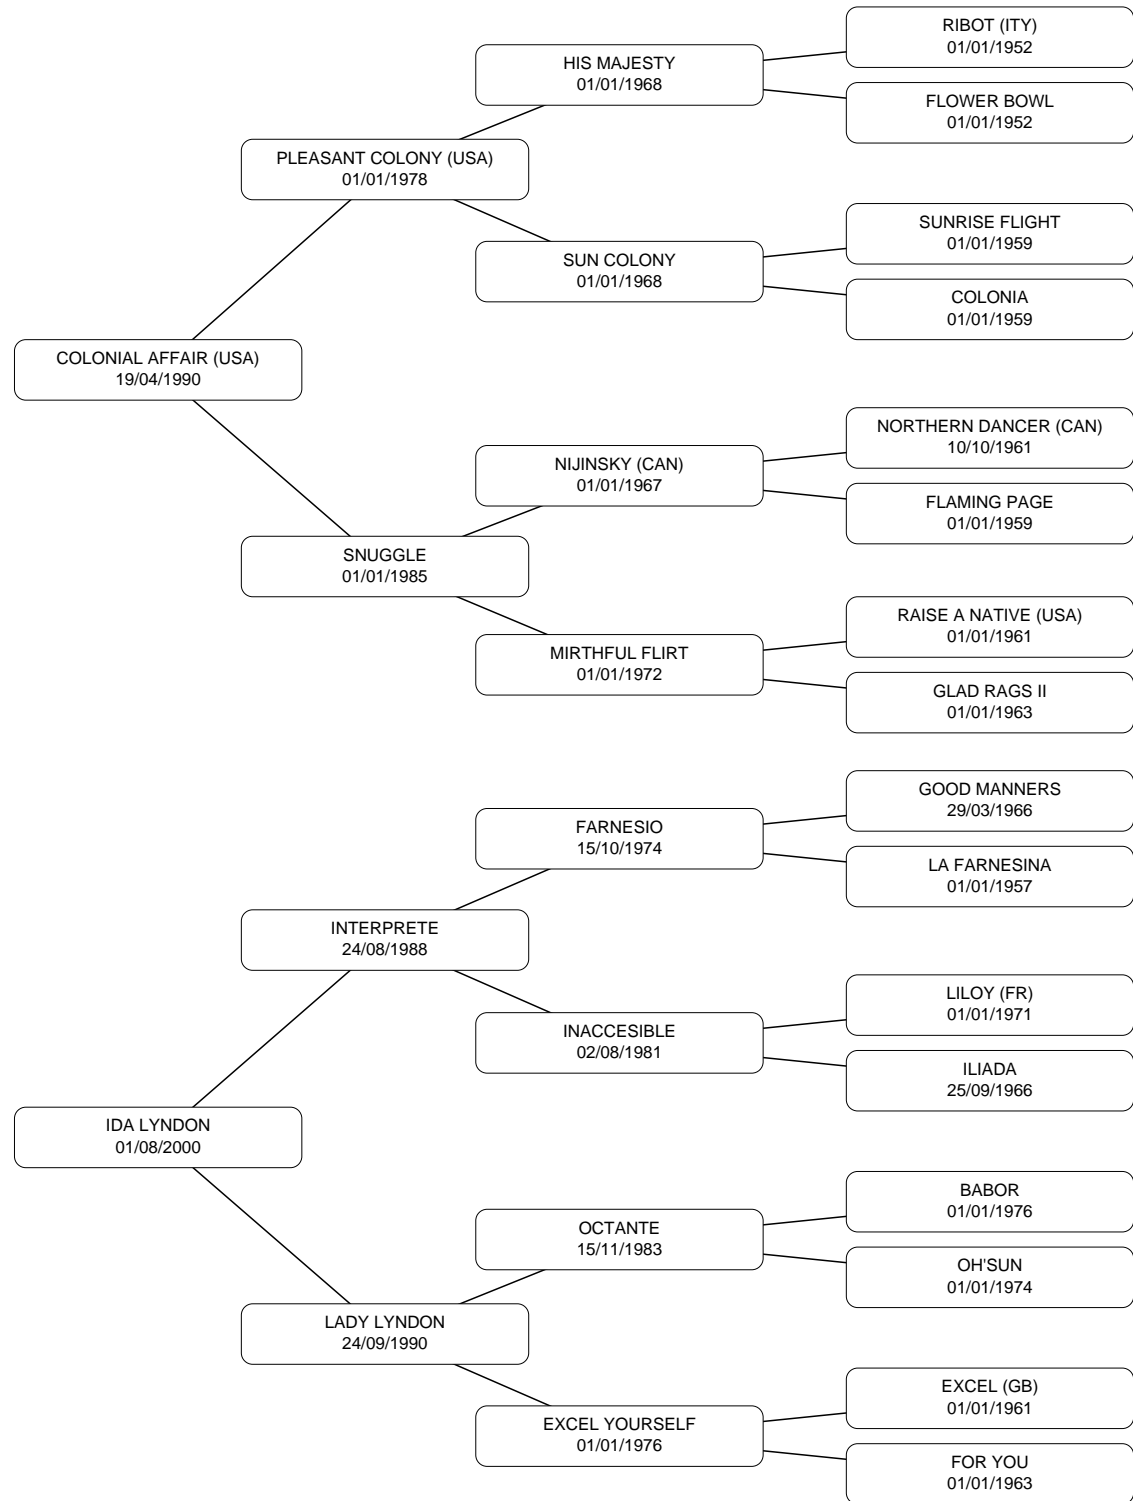 RIBOT (ITY)
01/01/1952
HIS MAJESTY
01/01/1968
FLOWER BOWL
01/01/1952
PLEASANT COLONY (USA)
01/01/1978
SUNRISE FLIGHT
01/01/1959
SUN COLONY
01/01/1968
COLONIA
01/01/1959
COLONIAL AFFAIR (USA)
19/04/1990
NORTHERN DANCER (CAN)
10/10/1961
NIJINSKY (CAN)
01/01/1967
FLAMING PAGE
01/01/1959
SNUGGLE
01/01/1985
RAISE A NATIVE (USA)
01/01/1961
MIRTHFUL FLIRT
01/01/1972
GLAD RAGS II
01/01/1963
GOOD MANNERS
29/03/1966
FARNESIO
15/10/1974
LA FARNESINA
01/01/1957
INTERPRETE
24/08/1988
LILOY (FR)
01/01/1971
INACCESIBLE
02/08/1981
ILIADA
25/09/1966
IDA LYNDON
01/08/2000
BABOR
01/01/1976
OCTANTE
15/11/1983
OH'SUN
01/01/1974
LADY LYNDON
24/09/1990
EXCEL (GB)
01/01/1961
EXCEL YOURSELF
01/01/1976
FOR YOU
01/01/1963